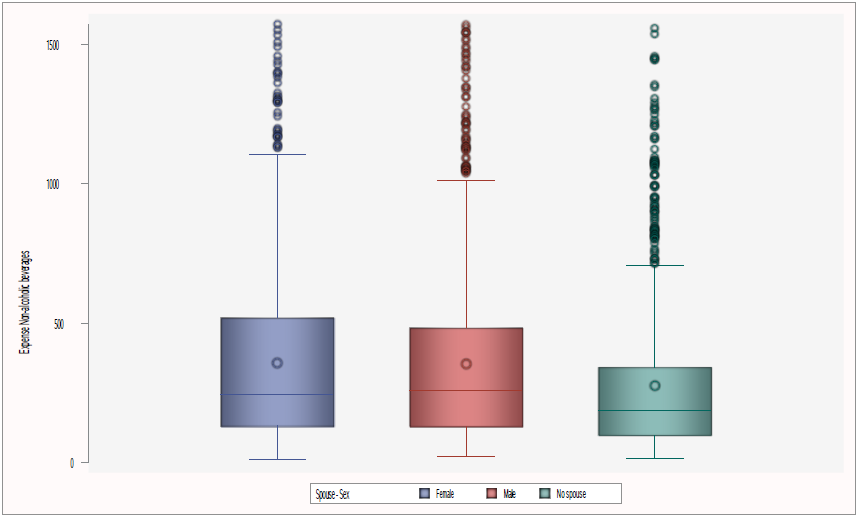 1500
1000
500
0
Expense Non-alcoholic beverages
Spouse - Sex
Female
Male
No spouse